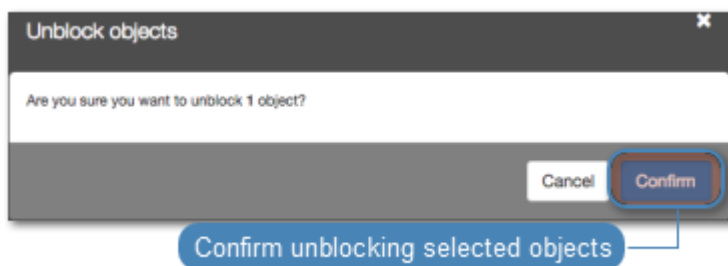 Unblock objects
Are you sure you want to unblock 1 object?
Cancel Confirm
Confirm unblocking selected objects